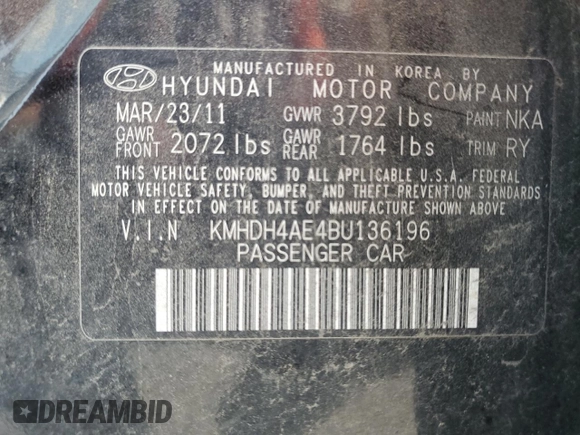 MANUFACTURED IN KOREA BY
HYUNDAI MOTOR COMPANY
MAR/23/11 GVWR 3792 lbs PAINT NKA
GAWR FRONT 2072 lbs GAWR REAR 1764 lbs TRIM RY
THIS VEHICLE CONFORMS TO ALL APPLICABLE U.S.A. FEDERAL
MOTOR VEHICLE SAFETY, BUMPER, AND THEFT PREVENTION STANDARDS
IN EFFECT ON THE DATE OF MANUFACTURE SHOWN ABOVE.
V.I.N KMHDH4AE4BU136196
PASSENGER CAR
DREAMBID